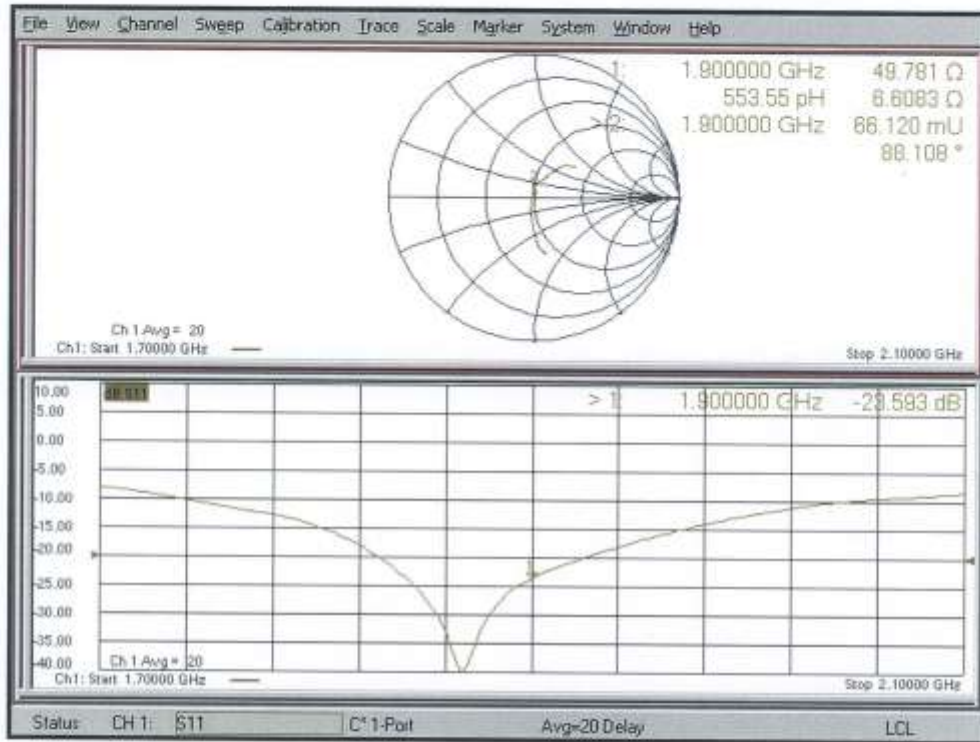 File View Channel Sweep Calibration Trace Scale Marker System Window Help
1: 1.900000 GHz 49.781 Ω
553.55 pH 6.6083 Ω
> 2: 1.900000 GHz 66.120 mU
86.108 °
Ch 1 Avg = 20
Ch1: Start 1.70000 GHz
Stop 2.10000 GHz
10.00
> 1: 1.900000 GHz -23.593 dB
5.00
0.00
-5.00
-10.00
-15.00
-20.00
-25.00
-30.00
-35.00
-40.00
Ch 1 Avg = 20
Ch1: Start 1.70000 GHz
Stop 2.10000 GHz
Status CH 1: S11 C* 1-Port Avg=20 Delay LCL